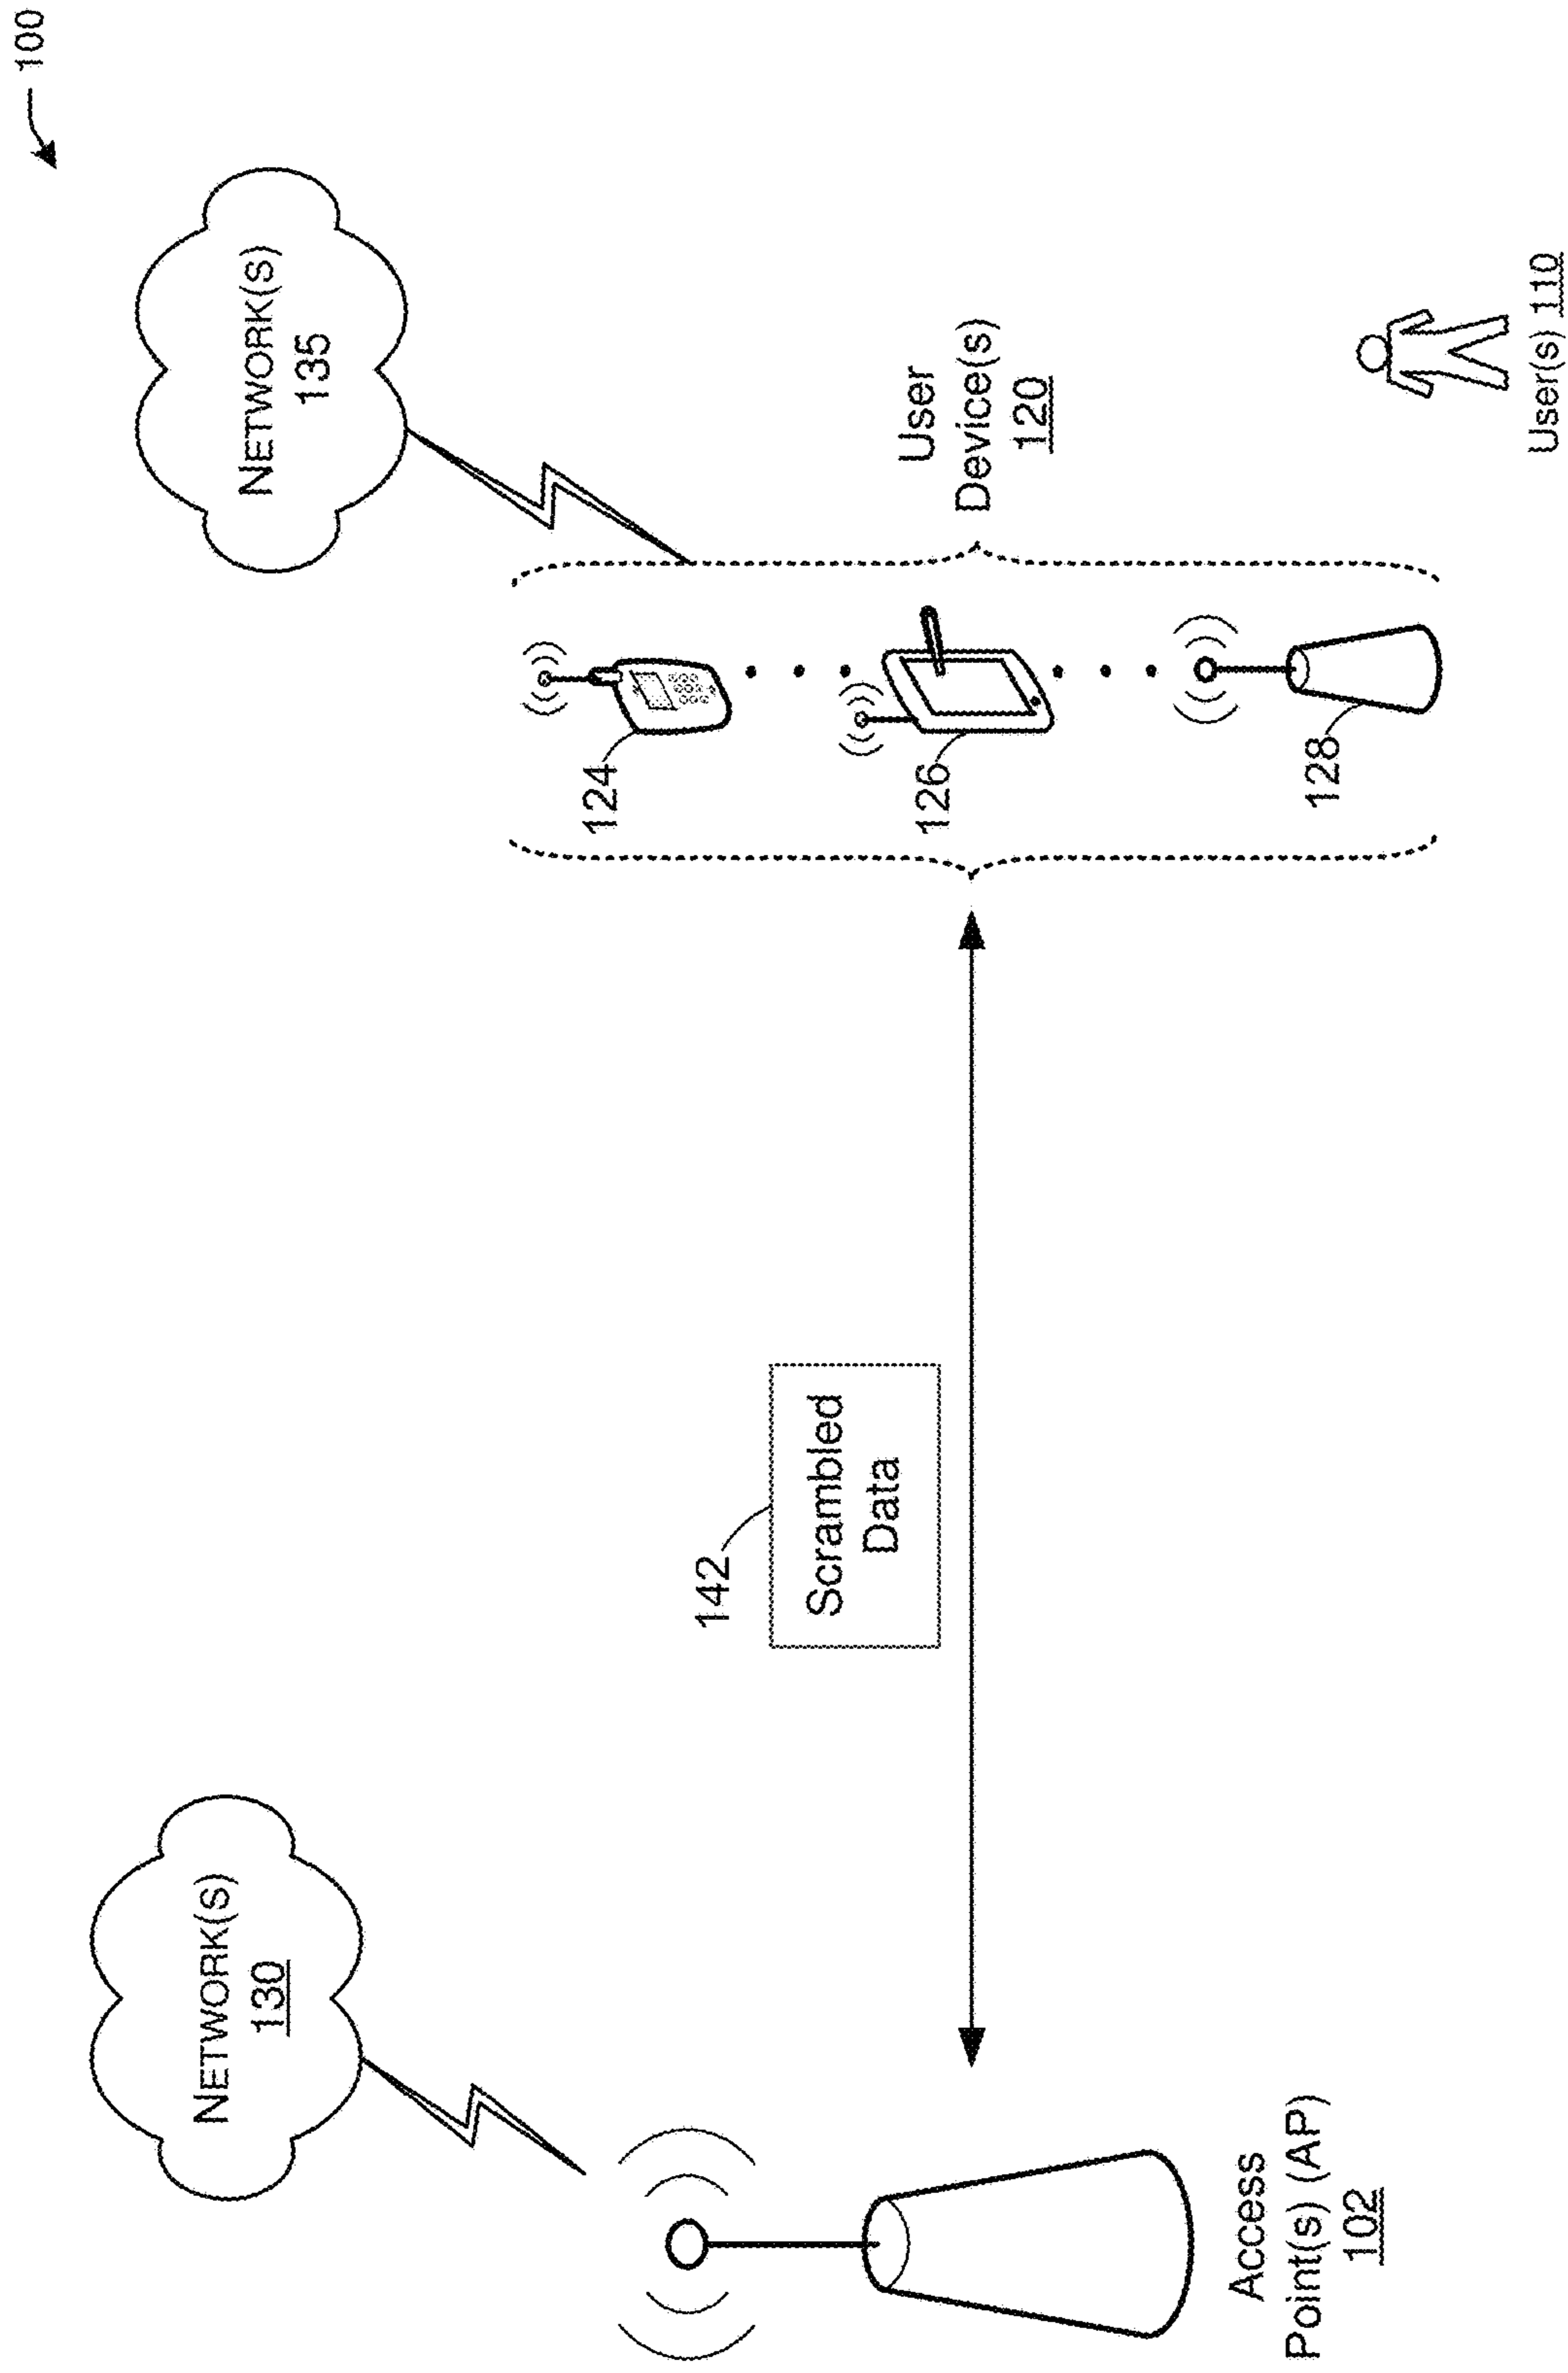 100
NETWORK(S)
130
NETWORK(S)
135
142
Scrambled
Data
124
126
128
User
Device(s)
120
Access
Point(s) (AP)
102
User(s) 110